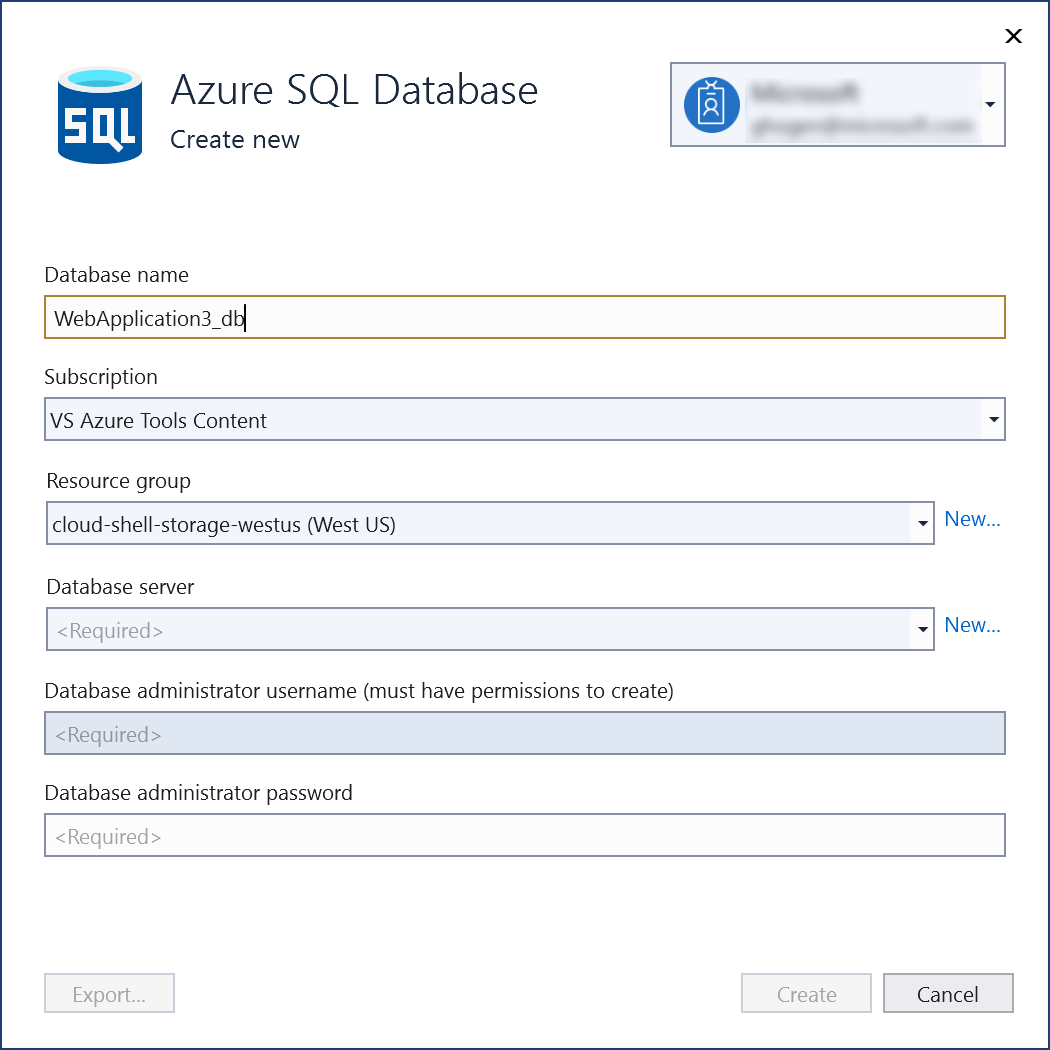 Azure SQL Database
Create new
SQL
Database name
WebApplication3_db
Subscription
VS Azure Tools Content
Resource group
cloud-shell-storage-westus (West US)
New...
Database server
<Required>
New...
Database administrator username (must have permissions to create)
<Required>
Database administrator password
<Required>
Export...
Create
Cancel